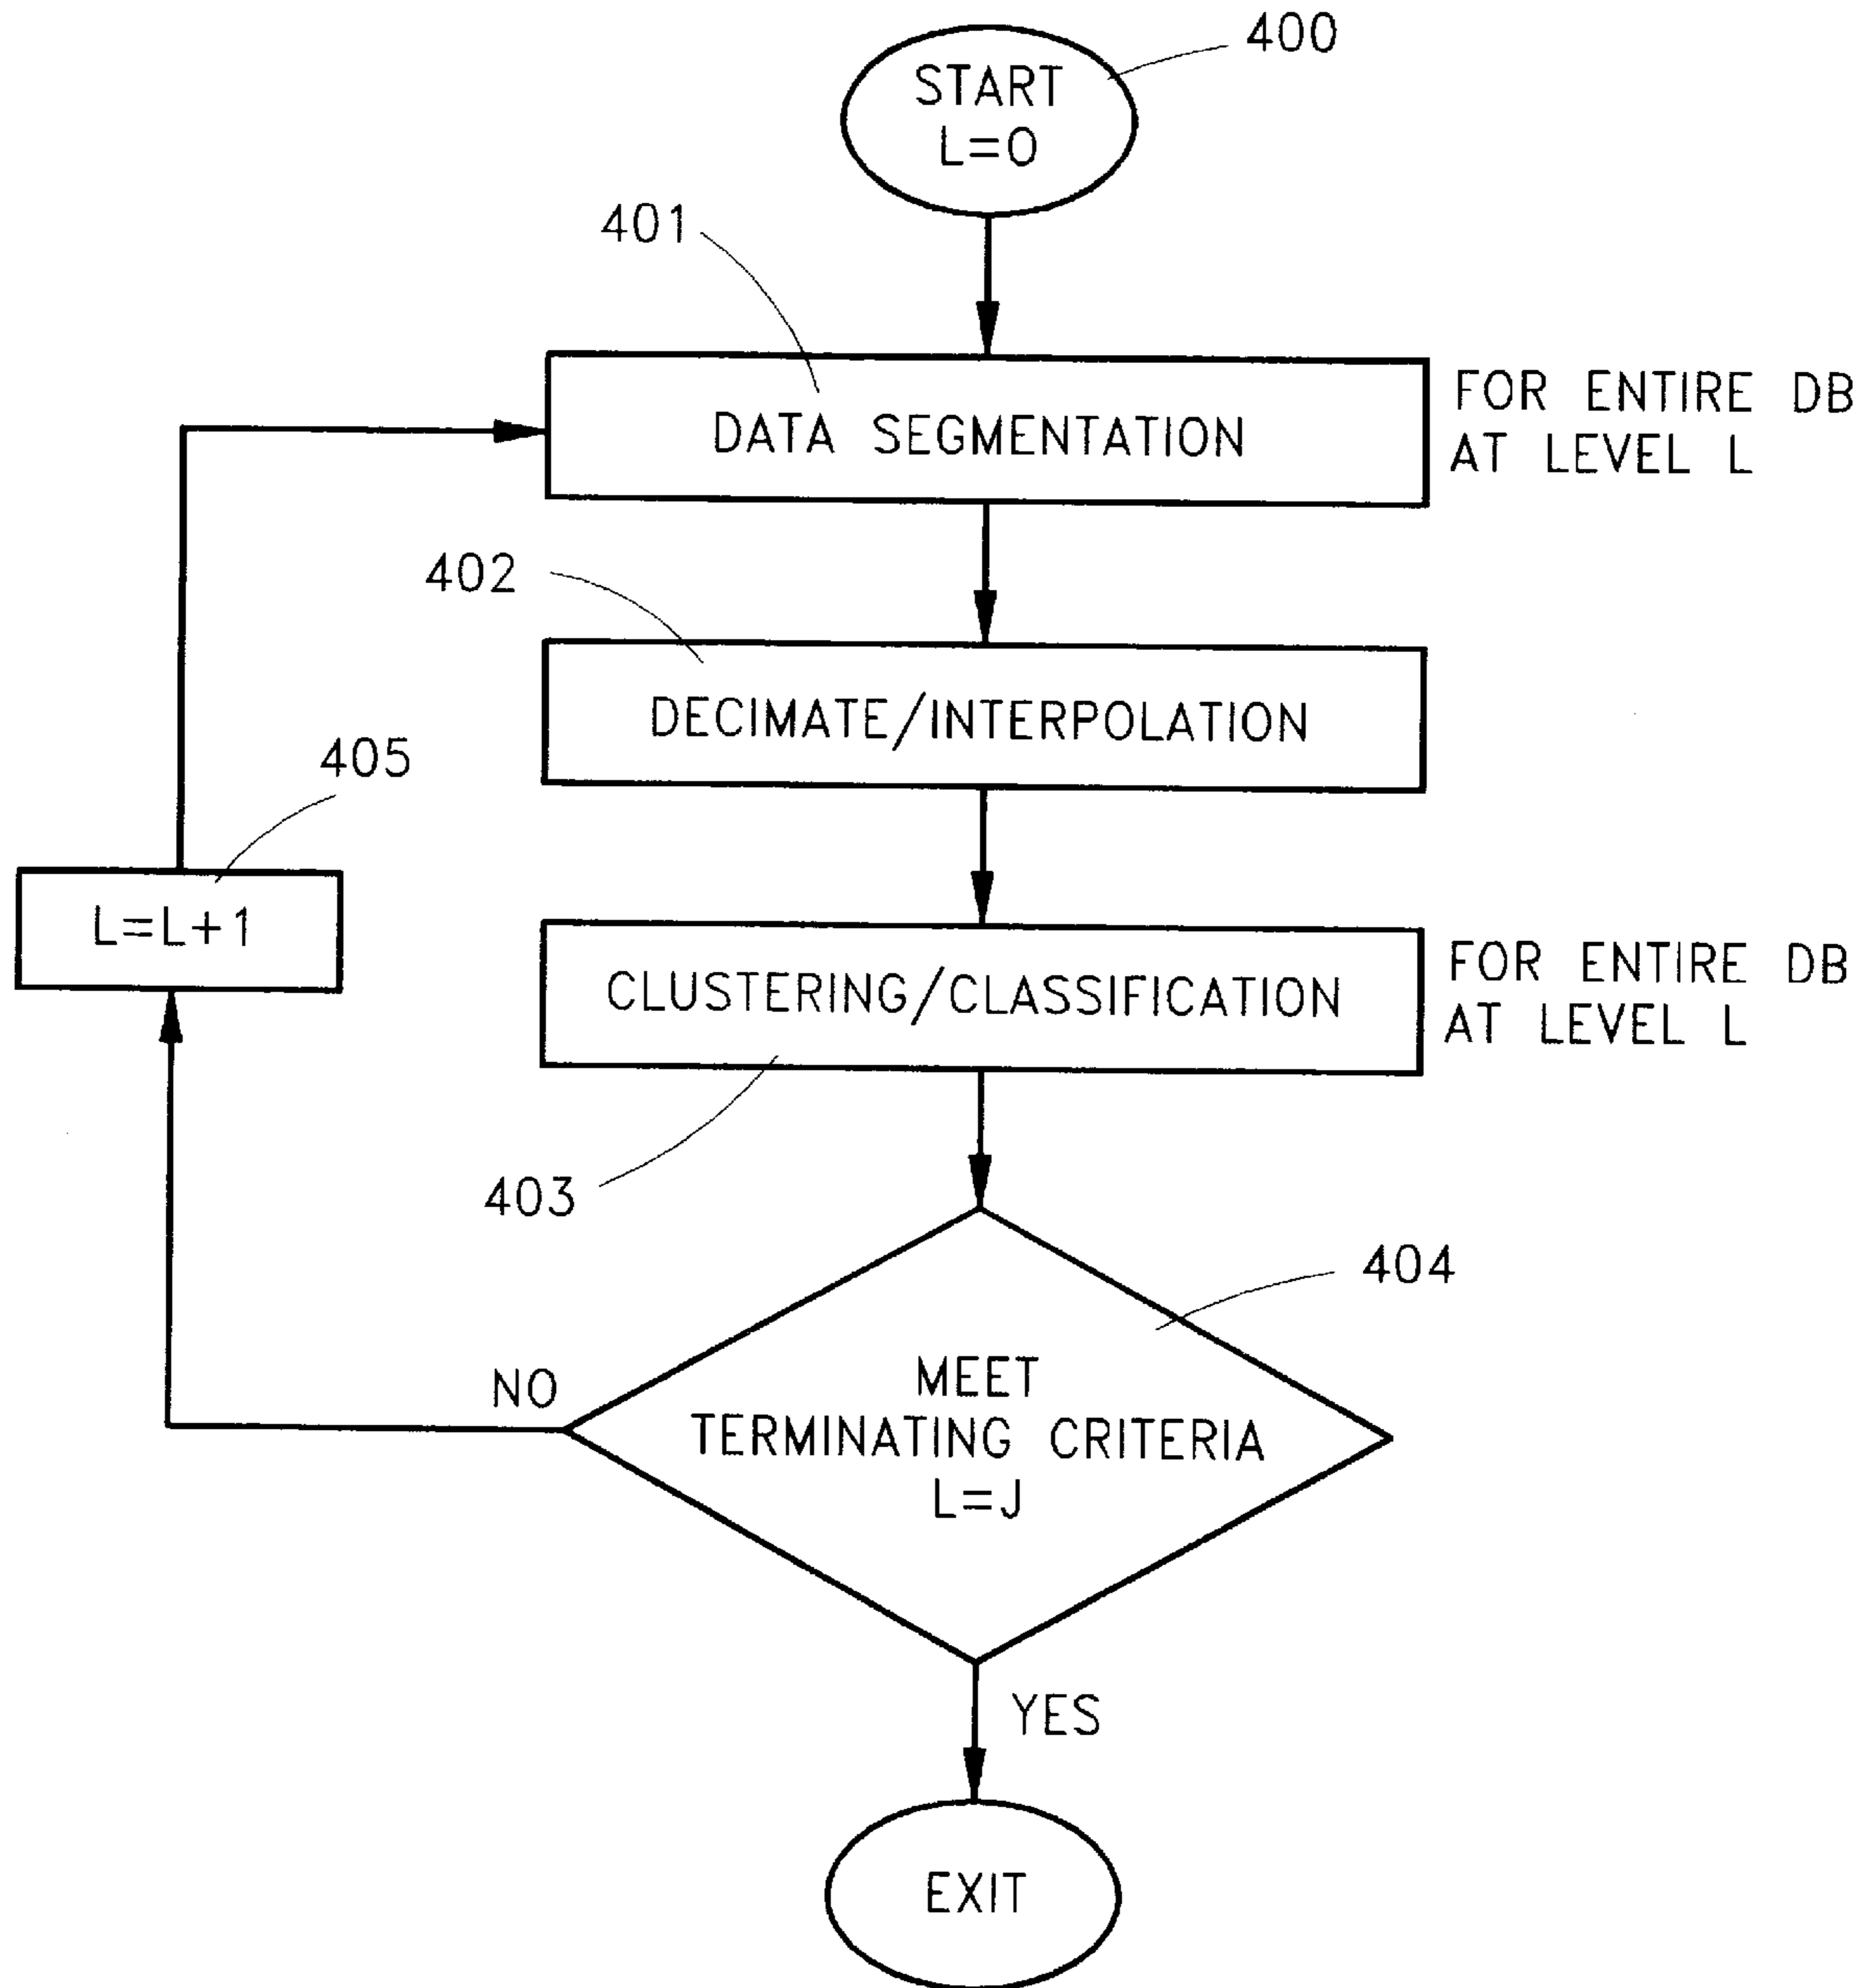 400
START
L=0
401
DATA SEGMENTATION
FOR ENTIRE DB
AT LEVEL L
402
DECIMATE/INTERPOLATION
405
L=L+1
CLUSTERING/CLASSIFICATION
FOR ENTIRE DB
AT LEVEL L
403
404
NO
MEET
TERMINATING CRITERIA
L=J
YES
EXIT